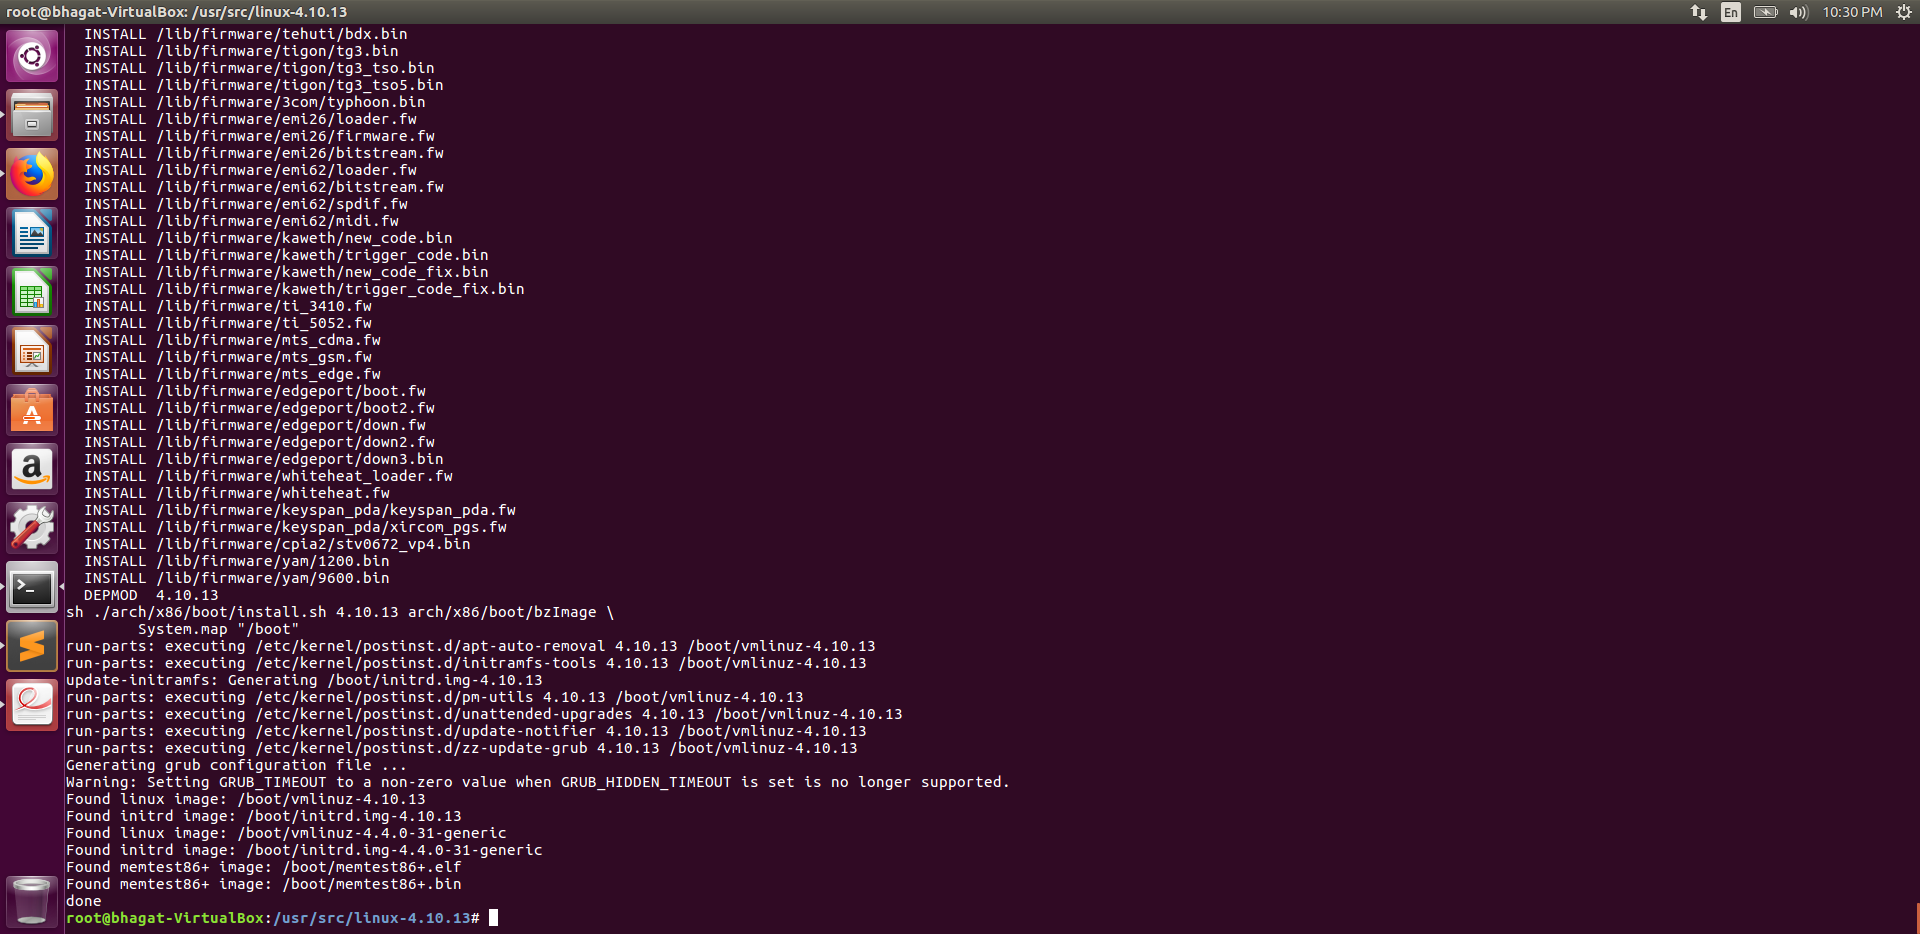 root@bhagat-VirtualBox: /usr/src/linux-4.10.13
En
10:30 PM
INSTALL /lib/firmware/tehuti/bdx.bin
INSTALL /lib/firmware/tigon/tg3.bin
INSTALL /lib/firmware/tigon/tg3_tso.bin
INSTALL /lib/firmware/tigon/tg3_tso5.bin
INSTALL /lib/firmware/3com/typhoon.bin
INSTALL /lib/firmware/emi26/loader.fw
INSTALL /lib/firmware/emi26/firmware.fw
INSTALL /lib/firmware/emi26/bitstream.fw
INSTALL /lib/firmware/emi62/loader.fw
INSTALL /lib/firmware/emi62/bitstream.fw
INSTALL /lib/firmware/emi62/spdif.fw
INSTALL /lib/firmware/emi62/midi.fw
INSTALL /lib/firmware/kaweth/new_code.bin
INSTALL /lib/firmware/kaweth/trigger_code.bin
INSTALL /lib/firmware/kaweth/new_code_fix.bin
INSTALL /lib/firmware/kaweth/trigger_code_fix.bin
INSTALL /lib/firmware/ti_3410.fw
INSTALL /lib/firmware/ti_5052.fw
INSTALL /lib/firmware/mts_cdma.fw
INSTALL /lib/firmware/mts_gsm.fw
INSTALL /lib/firmware/mts_edge.fw
INSTALL /lib/firmware/edgeport/boot.fw
INSTALL /lib/firmware/edgeport/boot2.fw
INSTALL /lib/firmware/edgeport/down.fw
INSTALL /lib/firmware/edgeport/down2.fw
INSTALL /lib/firmware/edgeport/down3.bin
INSTALL /lib/firmware/whiteheat_loader.fw
INSTALL /lib/firmware/whiteheat.fw
INSTALL /lib/firmware/keyspan_pda/keyspan_pda.fw
INSTALL /lib/firmware/keyspan_pda/xircom_pgs.fw
INSTALL /lib/firmware/cpia2/stv0672_vp4.bin
INSTALL /lib/firmware/yam/1200.bin
INSTALL /lib/firmware/yam/9600.bin
DEPMOD  4.10.13
sh ./arch/x86/boot/install.sh 4.10.13 arch/x86/boot/bzImage \
System.map "/boot"
run-parts: executing /etc/kernel/postinst.d/apt-auto-removal 4.10.13 /boot/vmlinuz-4.10.13
run-parts: executing /etc/kernel/postinst.d/initramfs-tools 4.10.13 /boot/vmlinuz-4.10.13
update-initramfs: Generating /boot/initrd.img-4.10.13
run-parts: executing /etc/kernel/postinst.d/pm-utils 4.10.13 /boot/vmlinuz-4.10.13
run-parts: executing /etc/kernel/postinst.d/unattended-upgrades 4.10.13 /boot/vmlinuz-4.10.13
run-parts: executing /etc/kernel/postinst.d/update-notifier 4.10.13 /boot/vmlinuz-4.10.13
run-parts: executing /etc/kernel/postinst.d/zz-update-grub 4.10.13 /boot/vmlinuz-4.10.13
Generating grub configuration file ...
Warning: Setting GRUB_TIMEOUT to a non-zero value when GRUB_HIDDEN_TIMEOUT is set is no longer supported.
Found linux image: /boot/vmlinuz-4.10.13
Found initrd image: /boot/initrd.img-4.10.13
Found linux image: /boot/vmlinuz-4.4.0-31-generic
Found initrd image: /boot/initrd.img-4.4.0-31-generic
Found memtest86+ image: /boot/memtest86+.elf
Found memtest86+ image: /boot/memtest86+.bin
done
root@bhagat-VirtualBox:/usr/src/linux-4.10.13#